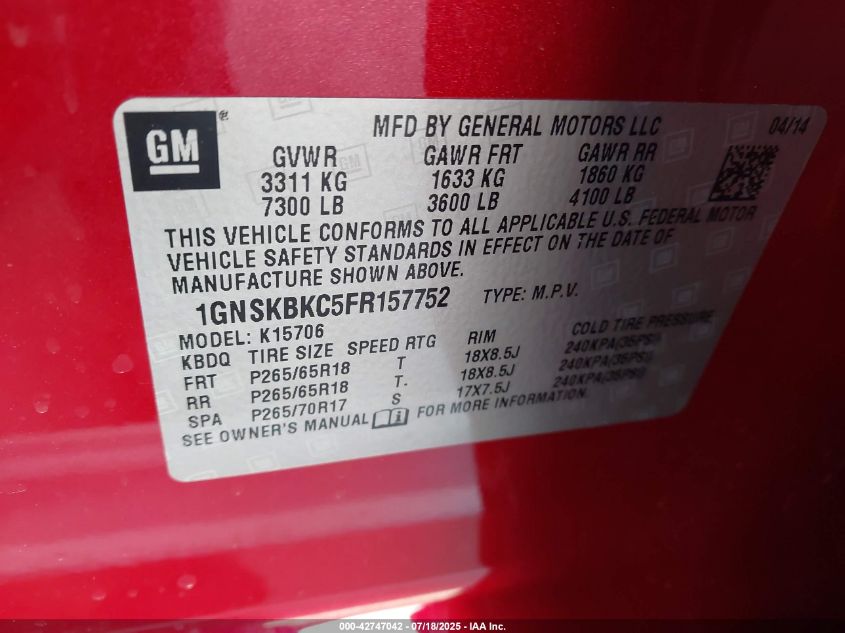 GM®
MFD BY GENERAL MOTORS LLC 04/14
GVWR GAWR FRT GAWR RR
3311 KG 1633 KG 1860 KG
7300 LB 3600 LB 4100 LB
THIS VEHICLE CONFORMS TO ALL APPLICABLE U.S. FEDERAL MOTOR
VEHICLE SAFETY STANDARDS IN EFFECT ON THE DATE OF
MANUFACTURE SHOWN ABOVE.
1GNSKBKC5FR157752 TYPE: M.P.V.
MODEL: K15706
KBDQ TIRE SIZE SPEED RTG RIM COLD TIRE PRESSURE
FRT P265/65R18 T 18X8.5J 240KPA(35PSI)
RR P265/65R18 T. 18X8.5J 240KPA(35PSI)
SPA P265/70R17 S 17X7.5J 240KPA(35PSI)
SEE OWNER'S MANUAL FOR MORE INFORMATION.
000-42747042 - 07/18/2025 - IAA Inc.